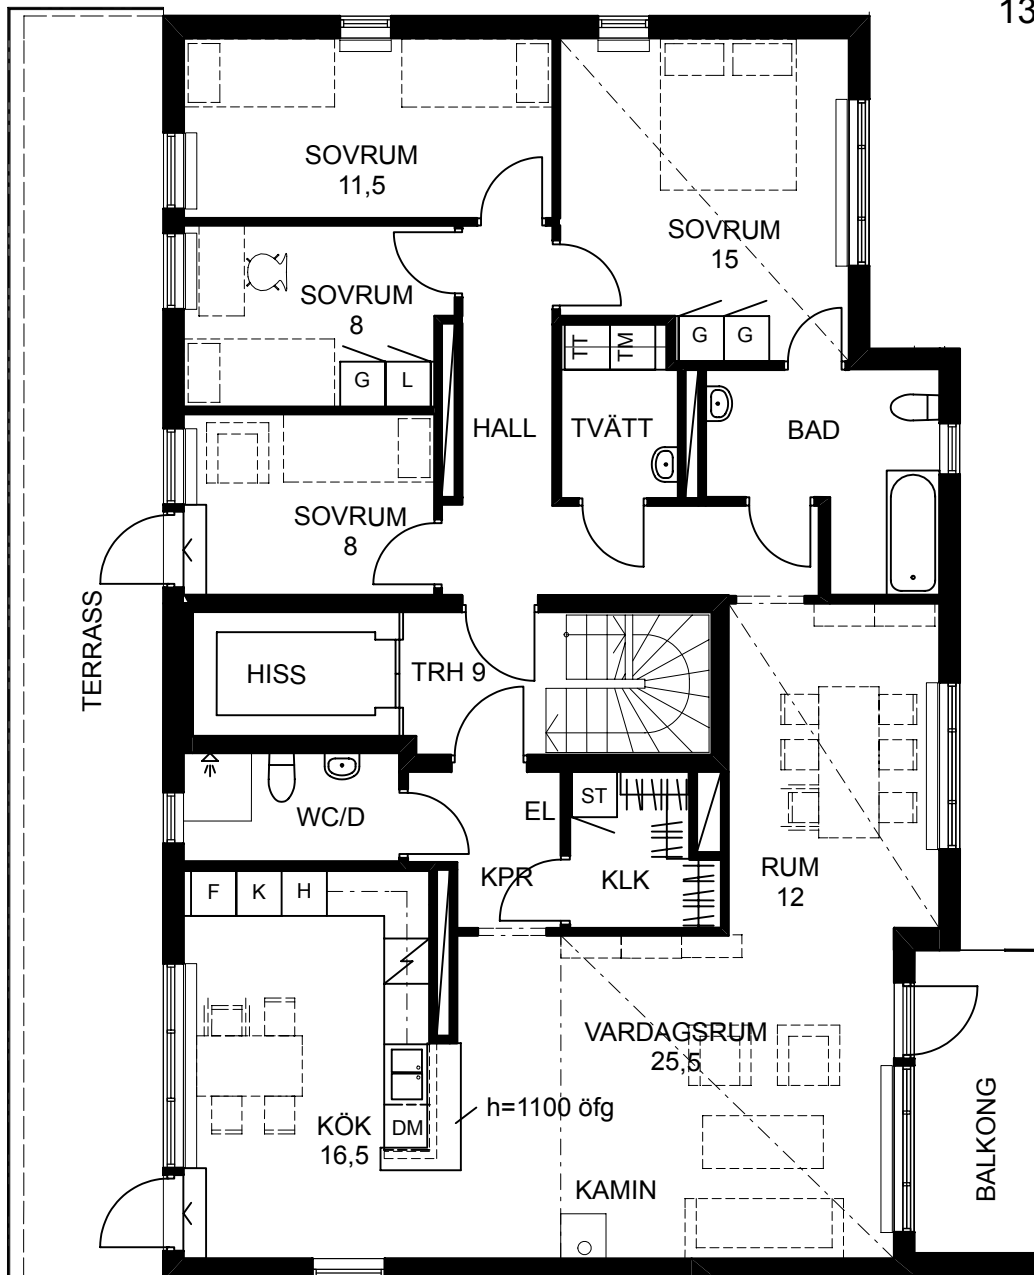 13
SOVRUM
11,5
SOVRUM
15
SOVRUM
8
G
L
TT
TM
G
G
HALL
TVÄTT
BAD
SOVRUM
8
TERRASS
HISS
TRH 9
WC/D
EL
ST
KPR
KLK
RUM
12
F
K
H
VARDAGSRUM
25,5
KÖK
16,5
DM
h=1100 öfg
KAMIN
BALKONG